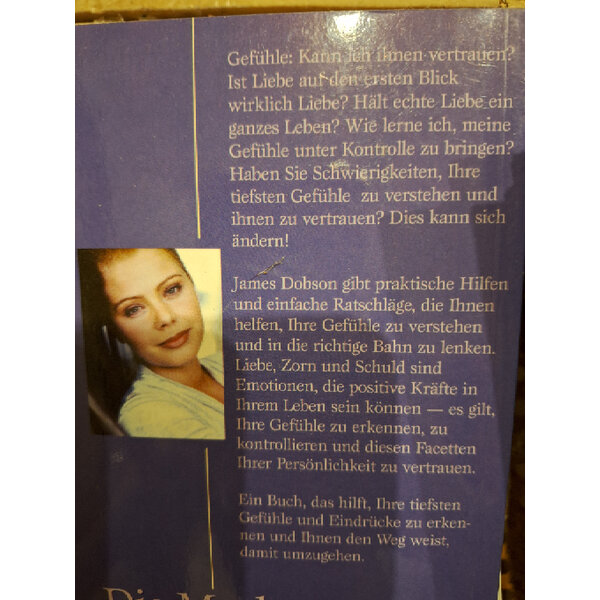 Gefühle: Kann ich ihnen vertrauen?
Ist Liebe auf den ersten Blick
wirklich Liebe? Hält echte Liebe ein
ganzes Leben? Wie lerne ich, meine
Gefühle unter Kontrolle zu bringen?
Haben Sie Schwierigkeiten, Ihre
tiefsten Gefühle zu verstehen und
ihnen zu vertrauen? Dies kann sich
ändern!
James Dobson gibt praktische Hilfen
und einfache Ratschläge, die Ihnen
helfen, Ihre Gefühle zu verstehen
und in die richtige Bahn zu lenken.
Liebe, Zorn und Schuld sind
Emotionen, die positive Kräfte in
Ihrem Leben sein können — es gilt,
Ihre Gefühle zu erkennen, zu
kontrollieren und diesen Facetten
Ihrer Persönlichkeit zu vertrauen.
Ein Buch, das hilft, Ihre tiefsten
Gefühle und Eindrücke zu erken-
nen und Ihnen den Weg weist,
damit umzugehen.
Die